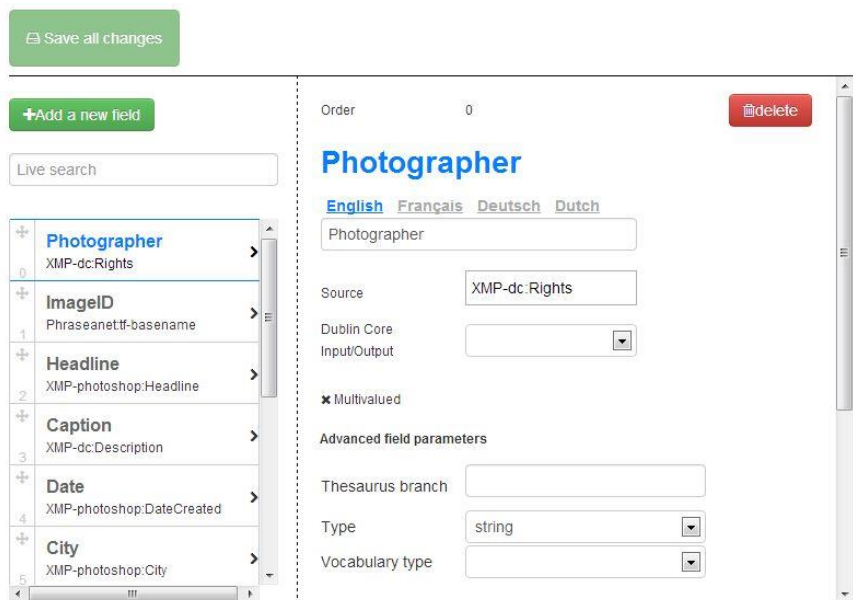 Save all changes
+Add a new field
Live search
Photographer
XMP-dc:Rights
0
ImageID
Phraseanet:tf-basename
1
Headline
XMP-photoshop:Headline
2
Caption
XMP-dc:Description
3
Date
XMP-photoshop:DateCreated
4
City
XMP-photoshop:City
5
Order 0 delete
Photographer
English Français Deutsch Dutch
Photographer
Source XMP-dc:Rights
Dublin Core
Input/Output
Multivalued
Advanced field parameters
Thesaurus branch
Type string
Vocabulary type